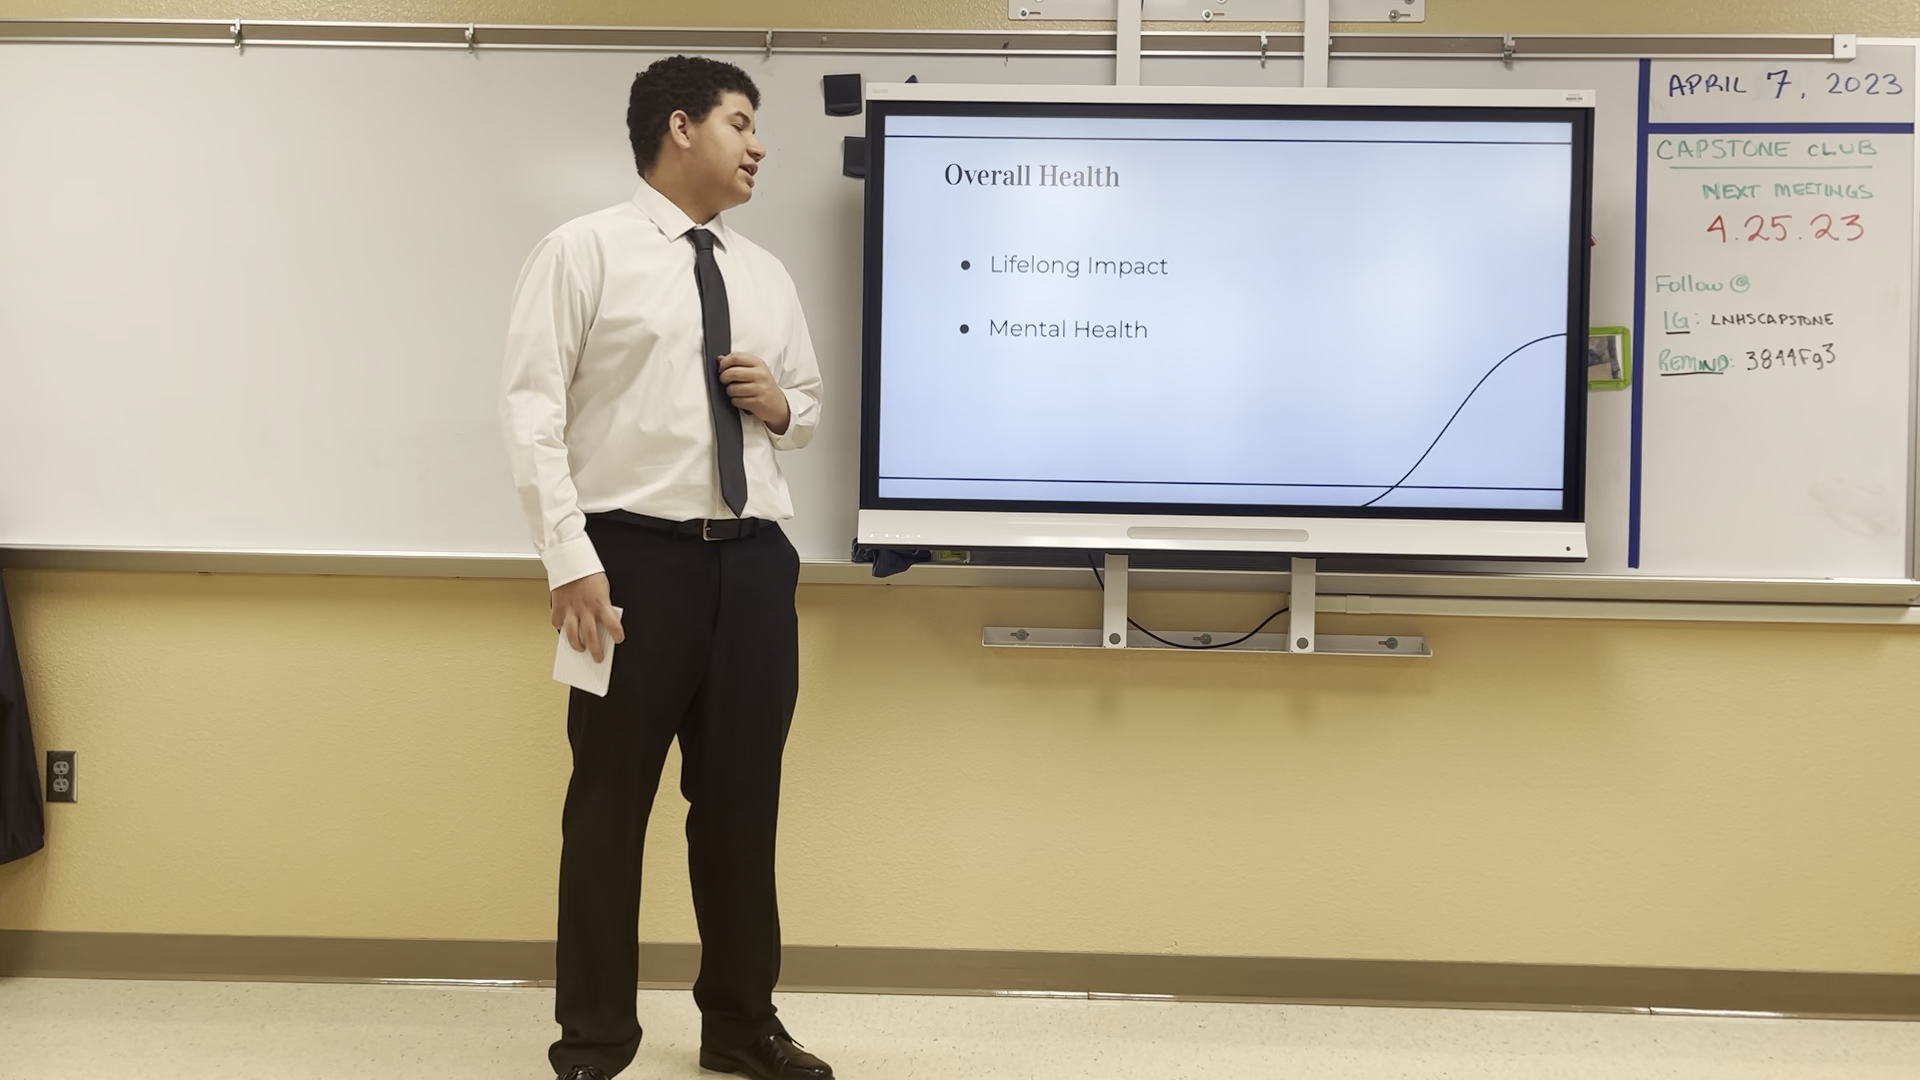 Overall Health
● Lifelong Impact
● Mental Health
APRIL 7, 2023
CAPSTONE CLUB
NEXT MEETINGS
4.25.23
Follow @
IG: LNHSCAPSTONE
REMIND: 3844Fg3